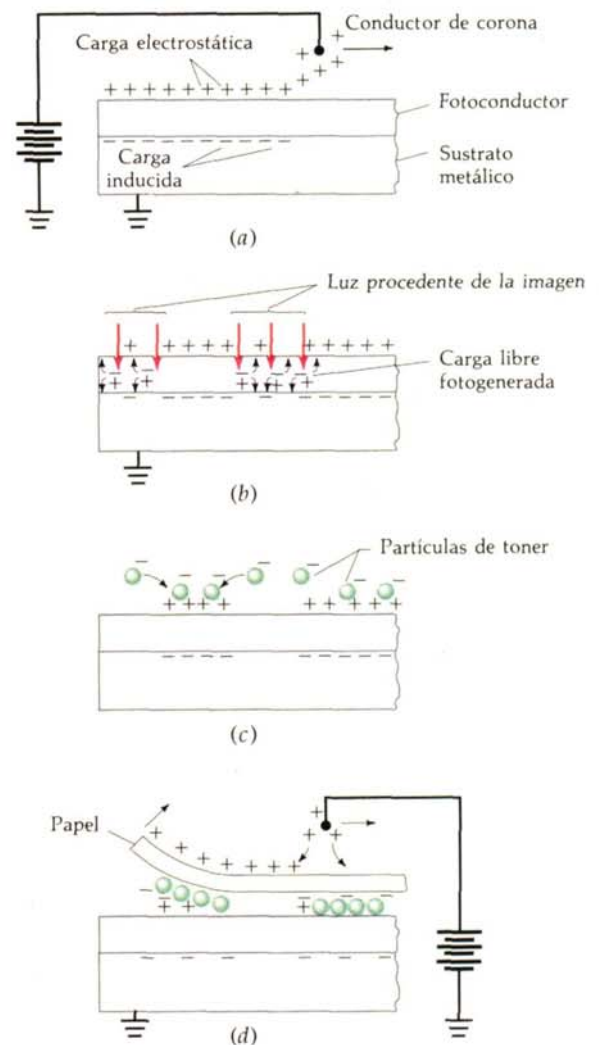 Conductor de corona
Carga electrostática
Fotoconductor
Carga
inducida
Sustrato
metálico
(a)
Luz procedente de la imagen
Carga libre
fotogenerada
(b)
Partículas de toner
(c)
Papel
(d)